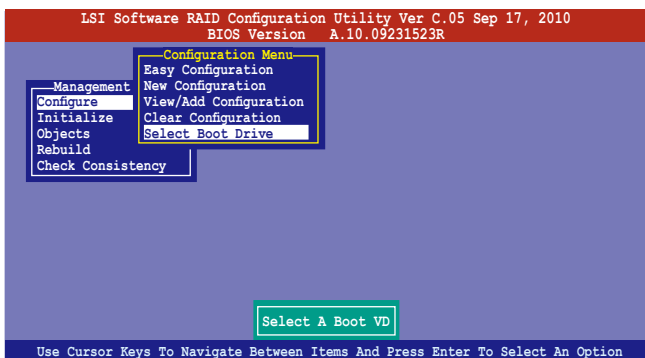 LSI Software RAID Configuration Utility Ver C.05 Sep 17, 2010
BIOS Version A.10.09231523R
Management
Configure
Initialize
Objects
Rebuild
Check Consistency
Configuration Menu
Easy Configuration
New Configuration
View/Add Configuration
Clear Configuration
Select Boot Drive
Select A Boot VD
Use Cursor Keys To Navigate Between Items And Press Enter To Select An Option